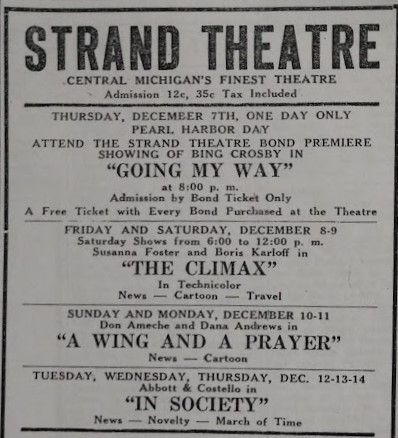 STRAND THEATRE
CENTRAL MICHIGAN'S FINEST THEATRE
Admission 12c, 35c Tax Included
THURSDAY, DECEMBER 7TH, ONE DAY ONLY
PEARL HARBOR DAY
ATTEND THE STRAND THEATRE BOND PREMIERE
SHOWING OF BING CROSBY IN
"GOING MY WAY"
at 8:00 p. m.
Admission by Bond Ticket Only
A Free Ticket with Every Bond Purchased at the Theatre
FRIDAY AND SATURDAY, DECEMBER 8-9
Saturday Shows from 6:00 to 12:00 p. m.
Susanna Foster and Boris Karloff in
"THE CLIMAX"
In Technicolor
News — Cartoon — Travel
SUNDAY AND MONDAY, DECEMBER 10-11
Don Ameche and Dana Andrews in
"A WING AND A PRAYER"
News — Cartoon
TUESDAY, WEDNESDAY, THURSDAY, DEC. 12-13-14
Abbott & Costello in
"IN SOCIETY"
News — Novelty — March of Time